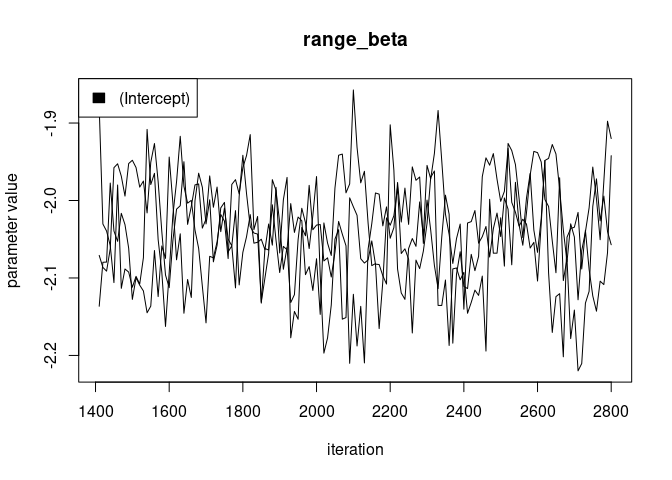 range_beta
(Intercept)
parameter value
-1.9
-2.0
-2.1
-2.2
1400 1600 1800 2000 2200 2400 2600 2800
iteration